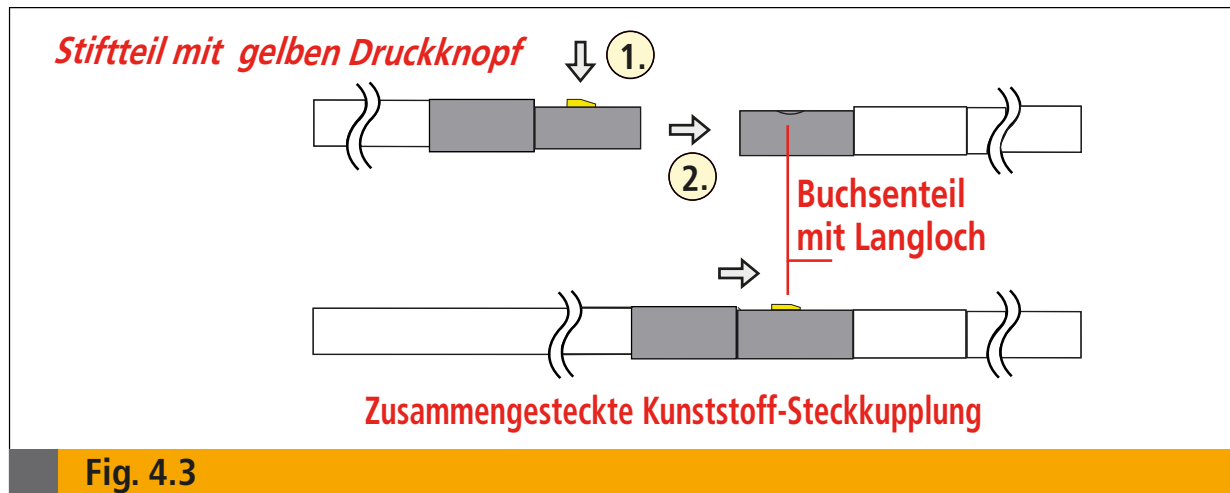 Stiftteil mit gelben Druckknopf
1.
2.
Buchsenteil
mit Langloch
Zusammengesteckte Kunststoff-Steckkupplung
Fig. 4.3